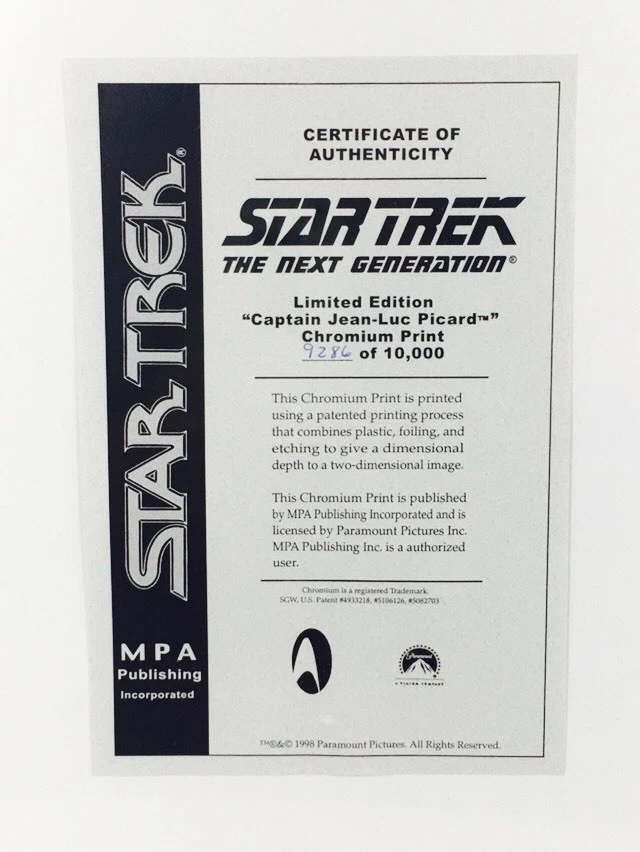 CERTIFICATE OF
AUTHENTICITY
STAR TREK
THE NEXT GENERATION®
Limited Edition
“Captain Jean-Luc Picard™”
Chromium Print
9286 of 10,000
This Chromium Print is printed
using a patented printing process
that combines plastic, foiling, and
etching to give a dimensional
depth to a two-dimensional image.
This Chromium Print is published
by MPA Publishing Incorporated and is
licensed by Paramount Pictures Inc.
MPA Publishing Inc. is a authorized
user.
Chromium is a registered Trademark.
SGW, U.S. Patent #4933218, #5106126, #5082703
Paramount
A VIACOM COMPANY
TM®&© 1998 Paramount Pictures. All Rights Reserved.
STAR TREK®
MPA
Publishing
Incorporated